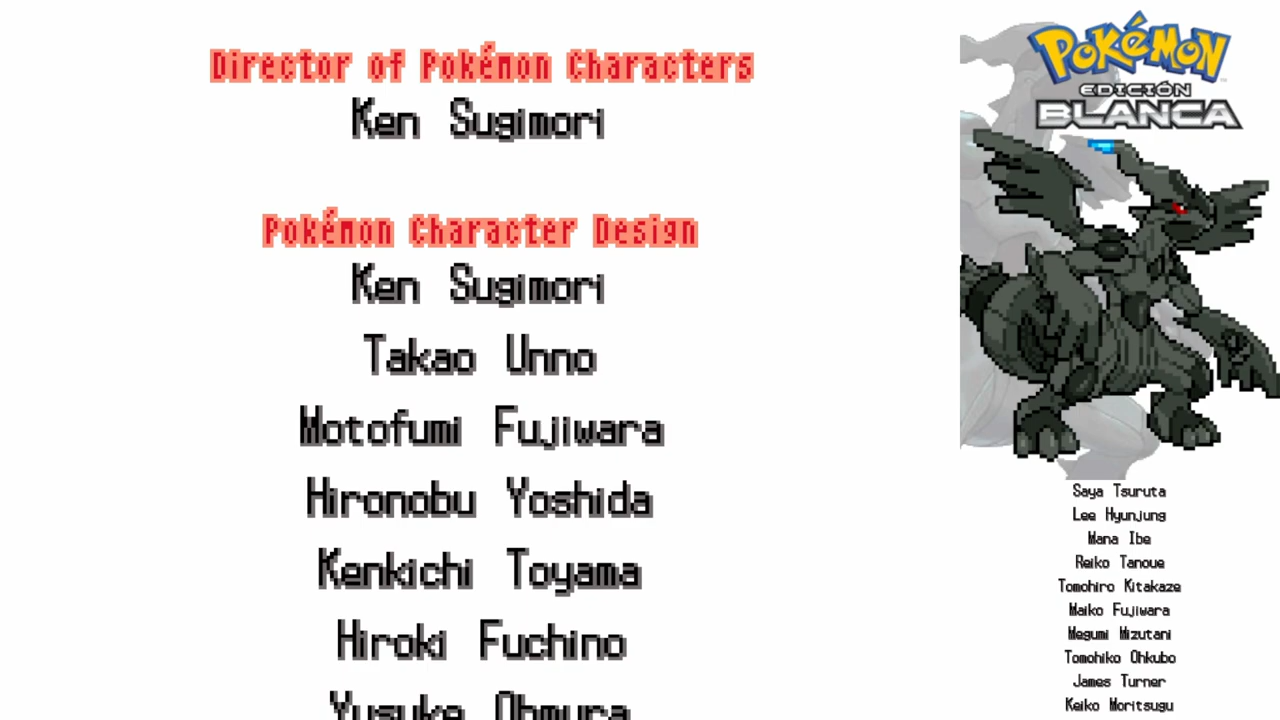 Director of Pokémon Characters
Ken Sugimori
Pokémon Character Design
Ken Sugimori
Takao Unno
Motofumi Fujiwara
Hironobu Yoshida
Kenkichi Toyama
Hiroki Fuchino
Yusuke Ohmura
POKéMON
EDICIÓN
BLANCA
Saya Tsuruta
Lee Hyunjung
Mana Ibe
Reiko Tanoue
Tomohiro Kitakaze
Maiko Fujiwara
Megumi Mizutani
Tomohiko Ohkubo
James Turner
Keiko Moritsugu